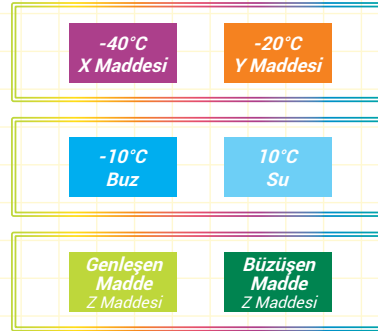 -40°C
X Maddesi
-20°C
Y Maddesi
-10°C
Buz
10°C
Su
Genleşen
Madde
Z Maddesi
Büzüşen
Madde
Z Maddesi